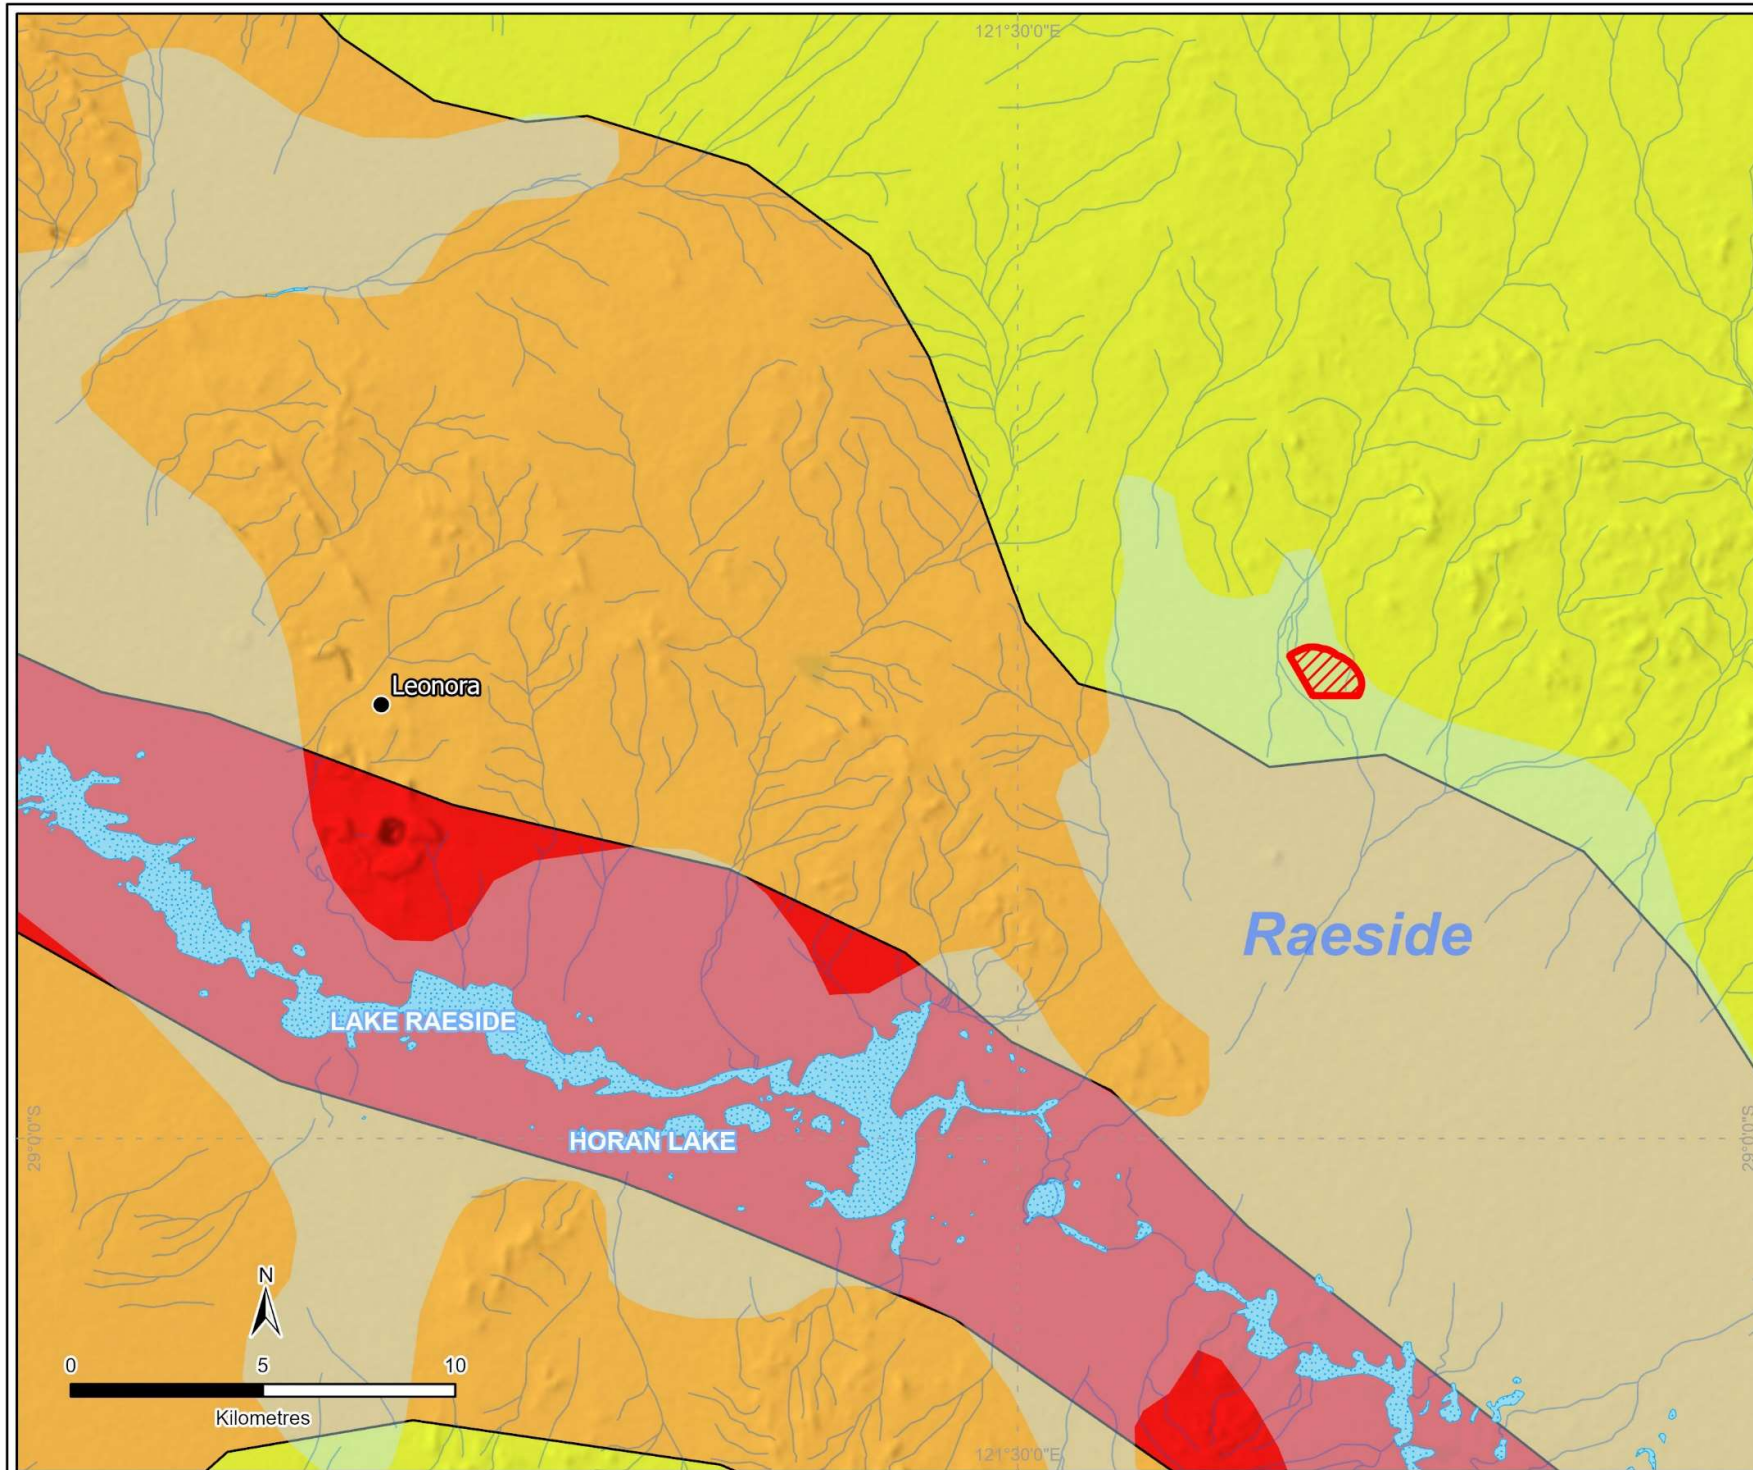 121°30'0"E
Leonora
Raeside
LAKE RAESIDE
29°0'0"S
29°0'0"S
HORAN LAKE
N
0 5 10
Kilometres
121°30'0"E